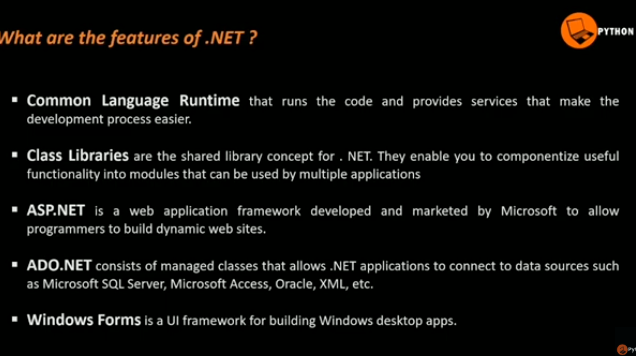 What are the features of .NET ?
PYTHON
▪ Common Language Runtime that runs the code and provides services that make the
development process easier.
▪ Class Libraries are the shared library concept for . NET. They enable you to componentize useful
functionality into modules that can be used by multiple applications
▪ ASP.NET is a web application framework developed and marketed by Microsoft to allow
programmers to build dynamic web sites.
▪ ADO.NET consists of managed classes that allows .NET applications to connect to data sources such
as Microsoft SQL Server, Microsoft Access, Oracle, XML, etc.
▪ Windows Forms is a UI framework for building Windows desktop apps.